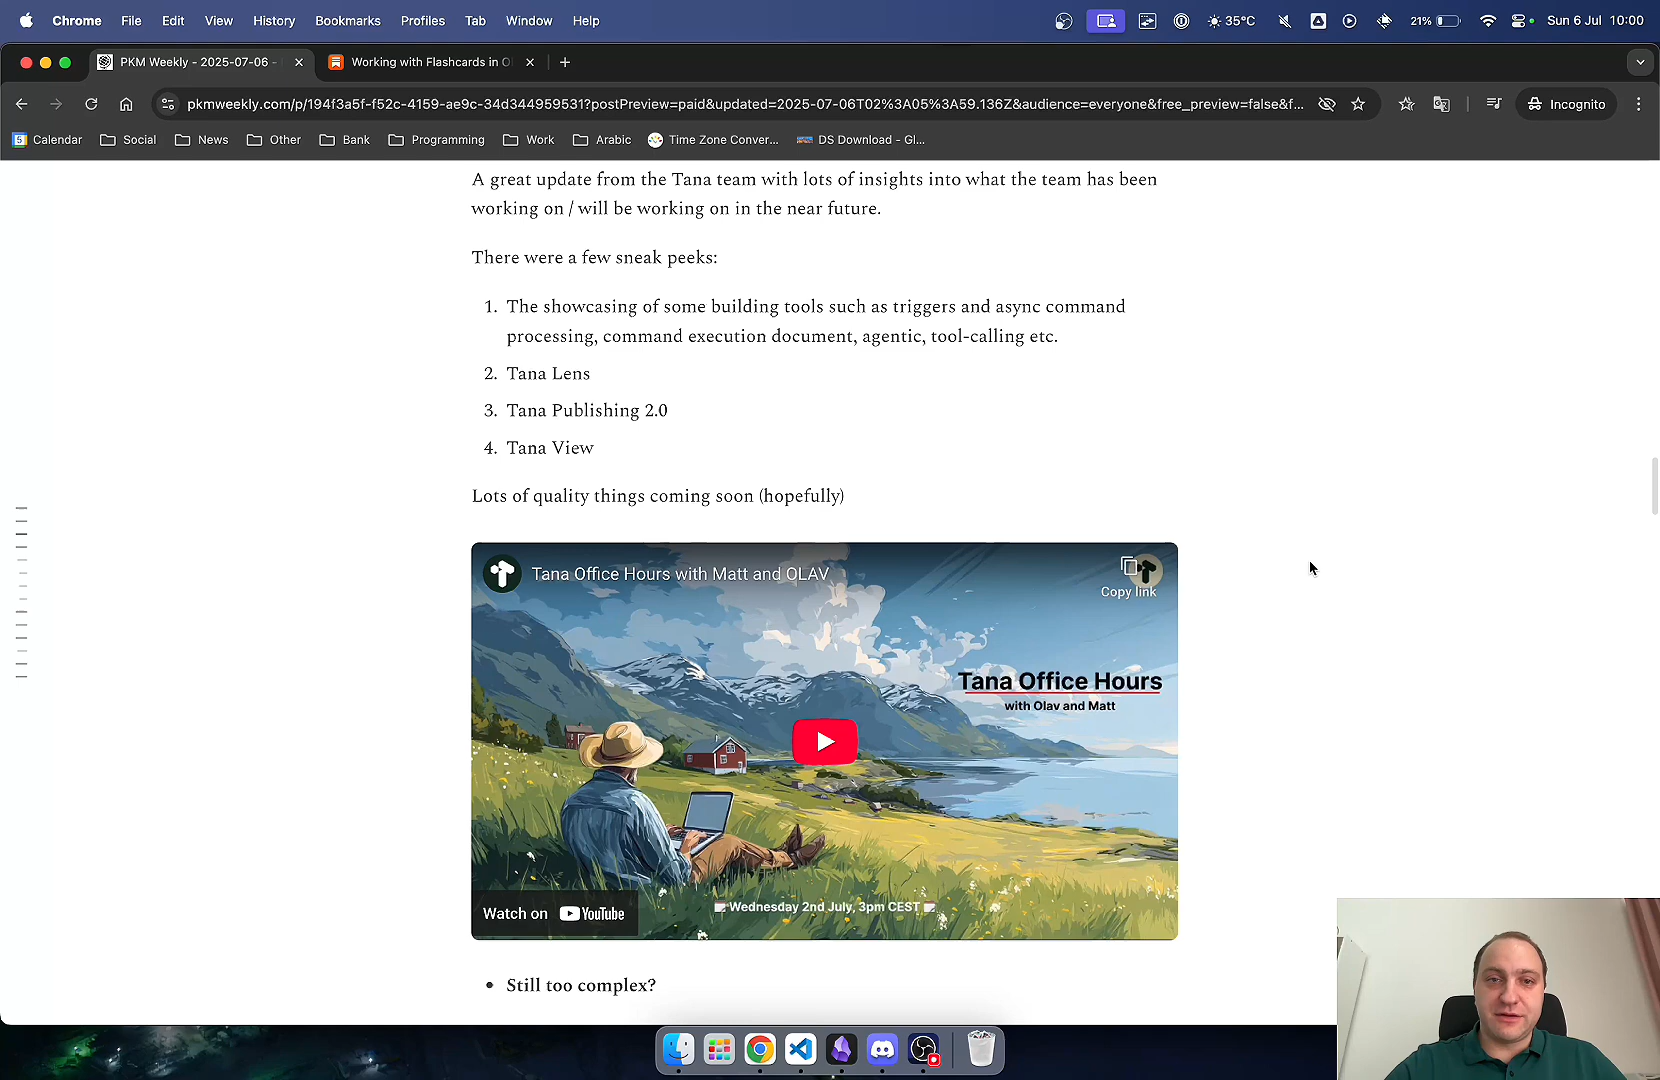 Chrome File Edit View History Bookmarks Profiles Tab Window Help 35°C 21% Sun 6 Jul 10:00
PKM Weekly - 2025-07-06 - Working with Flashcards in O
pkmweekly.com/p/194f3a5f-f52c-4159-ae9c-34d344959531?postPreview=paid&updated=2025-07-06T02%3A05%3A59.136Z&audience=everyone&free_preview=false&f... Incognito
5 Calendar Social News Other Bank Programming Work Arabic Time Zone Conver... DS Download - Gl...
A great update from the Tana team with lots of insights into what the team has been
working on / will be working on in the near future.
There were a few sneak peeks:
1. The showcasing of some building tools such as triggers and async command
processing, command execution document, agentic, tool-calling etc.
2. Tana Lens
3. Tana Publishing 2.0
4. Tana View
Lots of quality things coming soon (hopefully)
Tana Office Hours with Matt and OLAV
Copy link
Tana Office Hours
with Olav and Matt
Wednesday 2nd July, 3pm CEST
Watch on YouTube
• Still too complex?